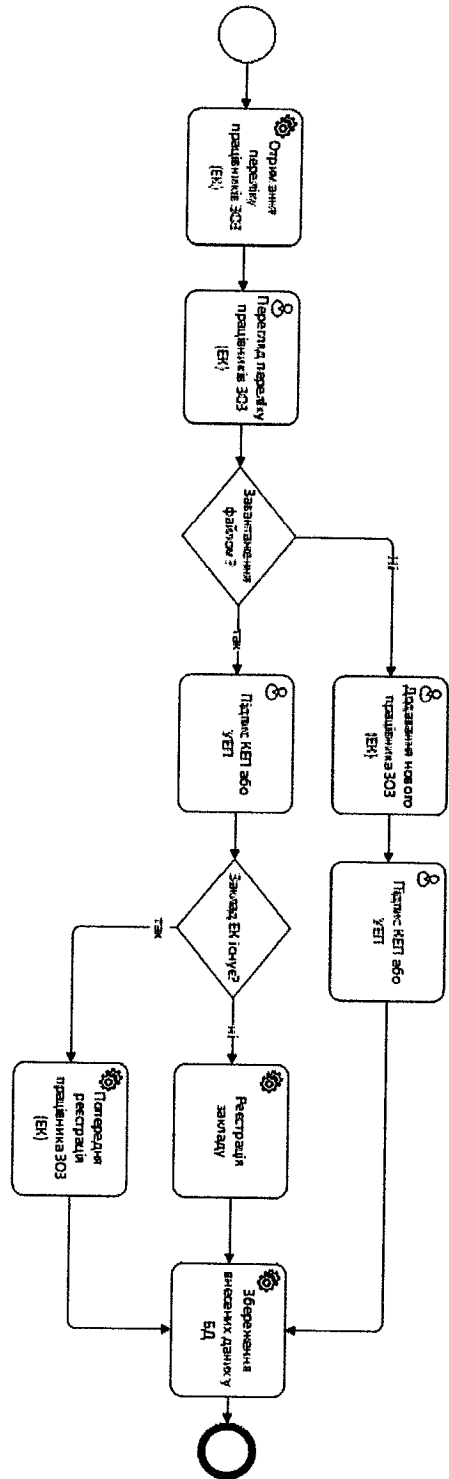 Отримання
переліку
працівників ЗОЗ
(ЕК)
Перегляд переліку
працівників ЗОЗ
(ЕК)
Завантаження
файлом?
Ні
Додавання нового
працівника ЗОЗ
(ЕК)
Підпис КЕП або
УЕП
так
Підпис КЕП або
УЕП
Заклад ЕК існує?
ні
Реєстрація
закладу
так
Попередня
реєстрація
працівника ЗОЗ
(ЕК)
Збереження
внесених даних у
БД